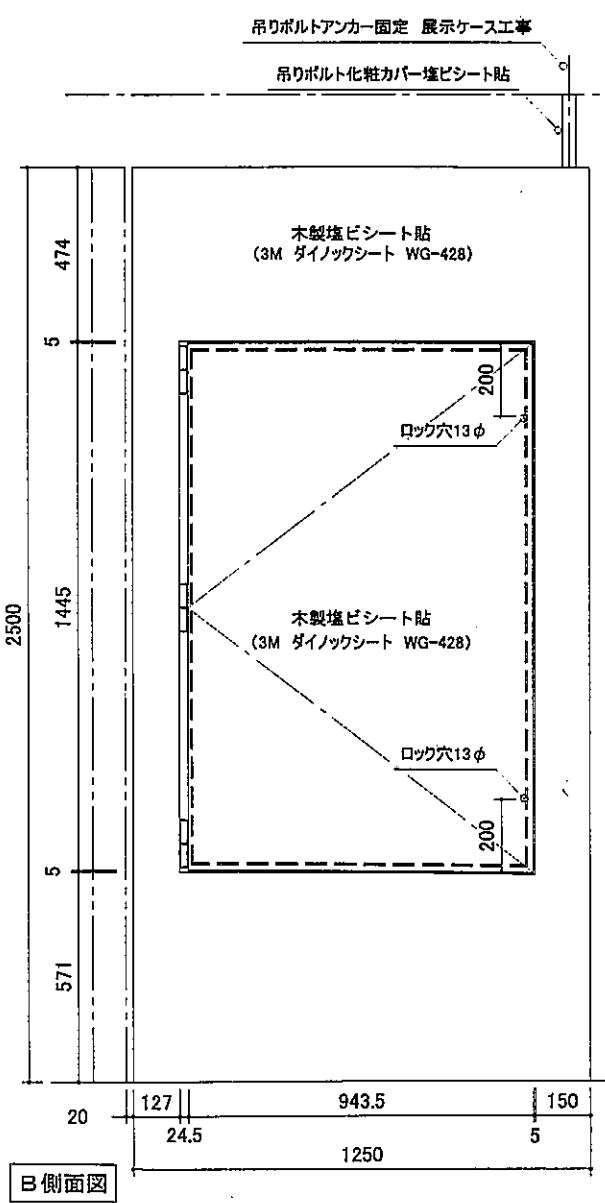 吊りボルトアンカー固定 展示ケース工事
吊りボルト化粧カバー塩ビシート貼
木製塩ビシート貼
(3M ダイノックシート WG-428)
474
5
200
ロック穴13φ
2500
1445
木製塩ビシート貼
(3M ダイノックシート WG-428)
ロック穴13φ
200
5
571
20
127
943.5
150
24.5
5
1250
B側面図